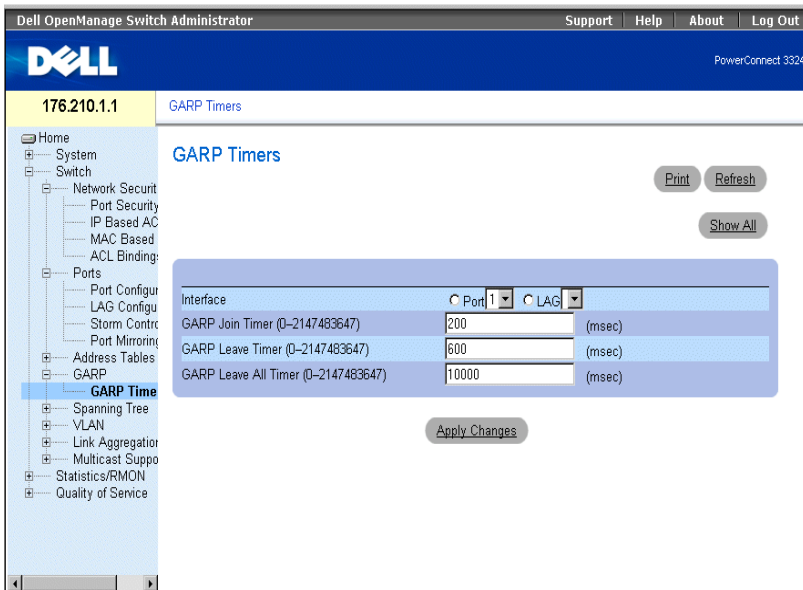 Dell OpenManage Switch Administrator Support Help About Log Out
DELL
PowerConnect 3324
176.210.1.1 GARP Timers
Home
System
Switch
Network Securit
Port Security
IP Based AC
MAC Based
ACL Binding
Ports
Port Configur
LAG Configu
Storm Contro
Port Mirroring
Address Tables
GARP
GARP Time
Spanning Tree
VLAN
Link Aggregation
Multicast Suppo
Statistics/RMON
Quality of Service
GARP Timers
Print Refresh
Show All
Interface Port 1 LAG
GARP Join Timer (0–2147483647) 200 (msec)
GARP Leave Timer (0–2147483647) 600 (msec)
GARP Leave All Timer (0–2147483647) 10000 (msec)
Apply Changes